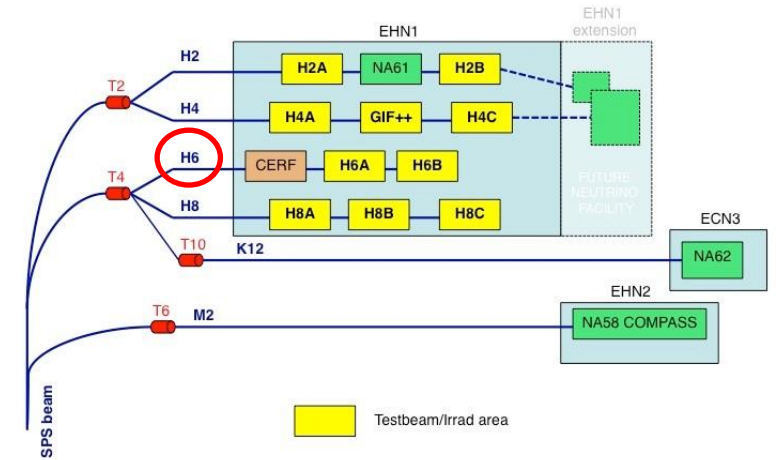 EHN1
extension
EHN1
H2
H2A
NA61
H2B
T2
H4
H4A
GIF++
H4C
H6
CERF
H6A
H6B
T4
H8
H8A
H8B
H8C
FUTURE
NEUTRINO
FACILITY
ECN3
T10
K12
NA62
EHN2
T6
M2
NA58 COMPASS
SPS beam
Testbeam/Irrad area